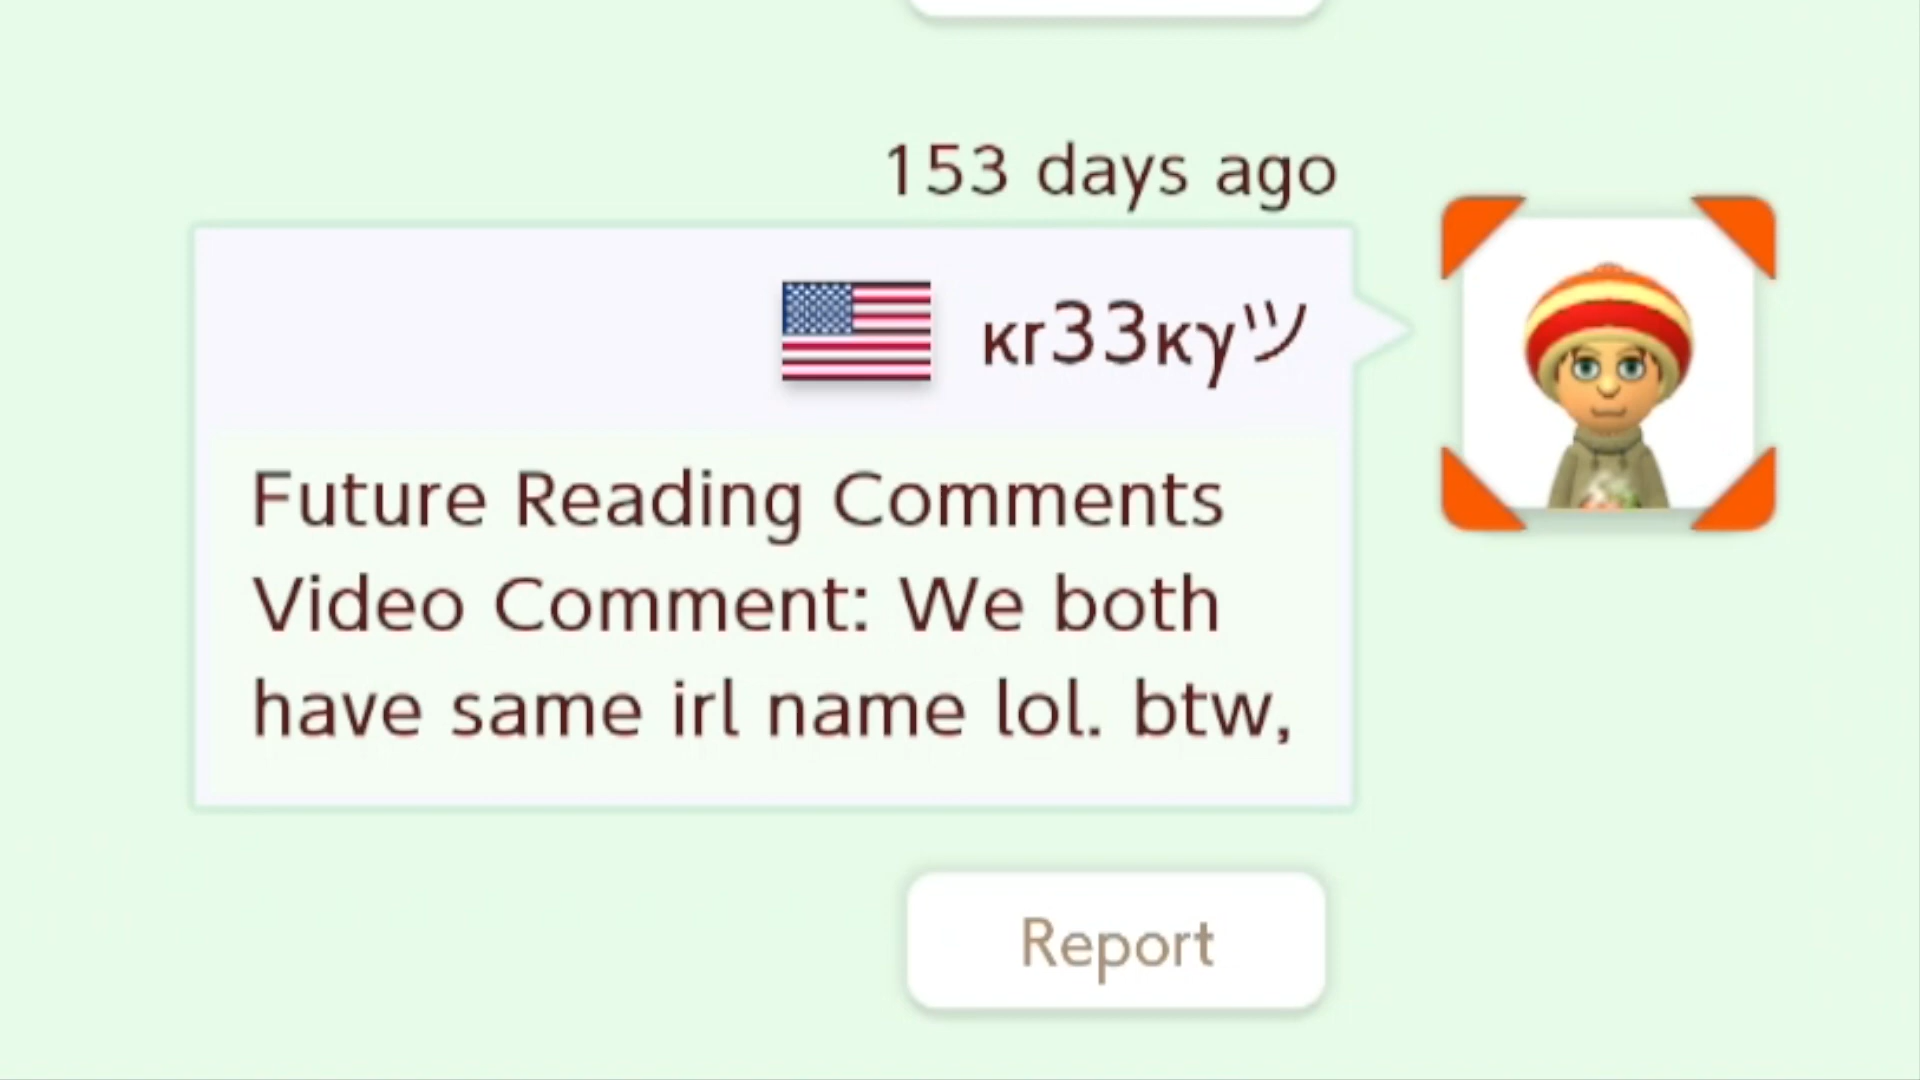 153 days ago
κr33κγツ
Future Reading Comments
Video Comment: We both
have same irl name lol. btw,
Report